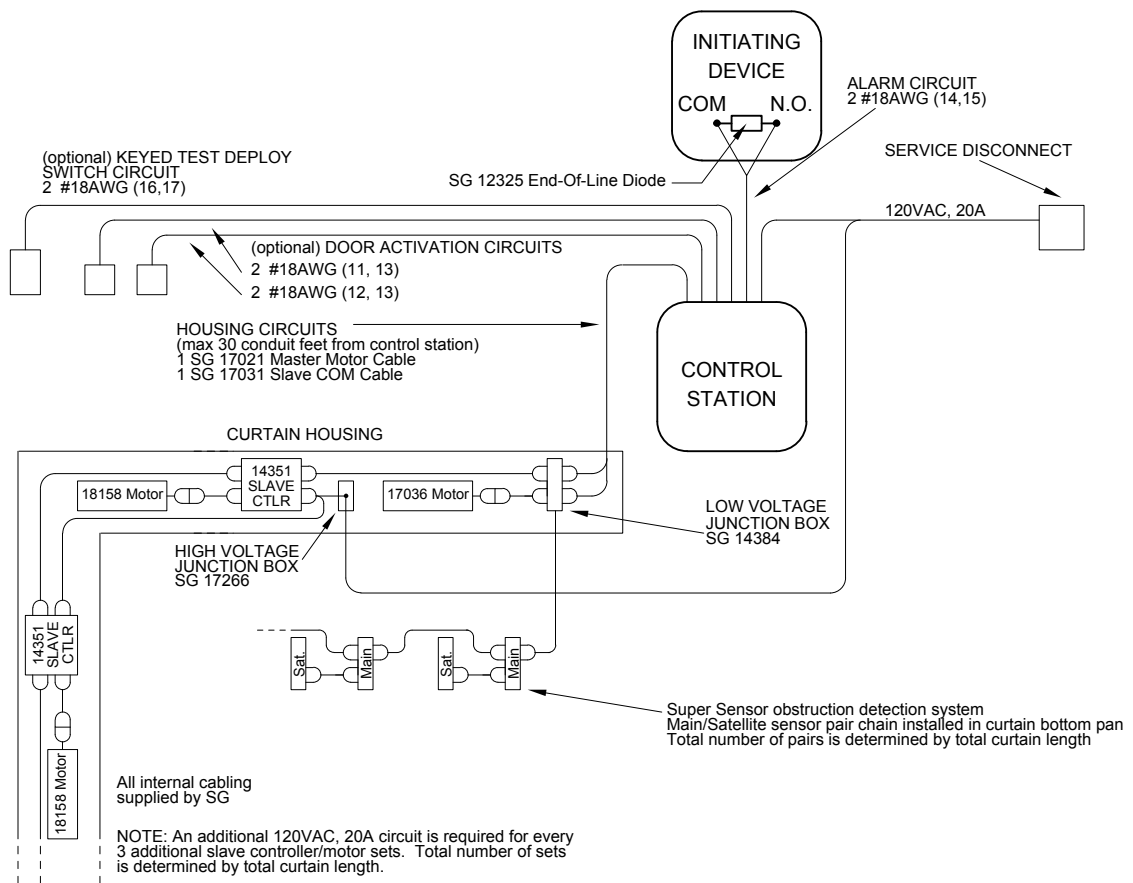 INITIATING
DEVICE
COM N.O.
ALARM CIRCUIT
2 #18AWG (14,15)
SERVICE DISCONNECT
(optional) KEYED TEST DEPLOY
SWITCH CIRCUIT
2 #18AWG (16,17)
SG 12325 End-Of-Line Diode
120VAC, 20A
(optional) DOOR ACTIVATION CIRCUITS
2 #18AWG (11, 13)
2 #18AWG (12, 13)
HOUSING CIRCUITS
(max 30 conduit feet from control station)
1 SG 17021 Master Motor Cable
1 SG 17031 Slave COM Cable
CONTROL
STATION
CURTAIN HOUSING
14351
SLAVE
CTLR
18158 Motor
17036 Motor
LOW VOLTAGE
JUNCTION BOX
SG 14384
HIGH VOLTAGE
JUNCTION BOX
SG 17266
14351
SLAVE
CTLR
Sat.
Main
Sat.
Main
Super Sensor obstruction detection system
Main/Satellite sensor pair chain installed in curtain bottom pan
Total number of pairs is determined by total curtain length
18158 Motor
All internal cabling
supplied by SG
NOTE: An additional 120VAC, 20A circuit is required for every
3 additional slave controller/motor sets. Total number of sets
is determined by total curtain length.